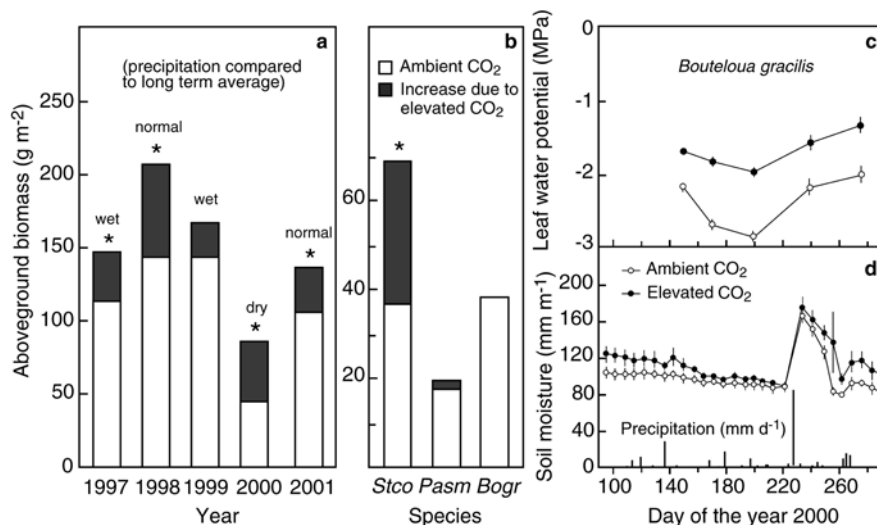 a
(precipitation compared
to long term average)
Aboveground biomass (g m-2)
300
250
200
150
100
50
0
wet
*
normal
*
wet
dry
*
normal
*
1997 1998 1999 2000 2001
Year
b
Ambient CO2
Increase due to
elevated CO2
*
60
40
20
Stco Pasm Bogr
Species
c
Bouteloua gracilis
Leaf water potential (MPa)
0
-1
-2
-3
d
Ambient CO2
Elevated CO2
Soil moisture (mm m-1)
200
160
120
80
40
0
Precipitation (mm d-1)
100 140 180 220 260
Day of the year 2000